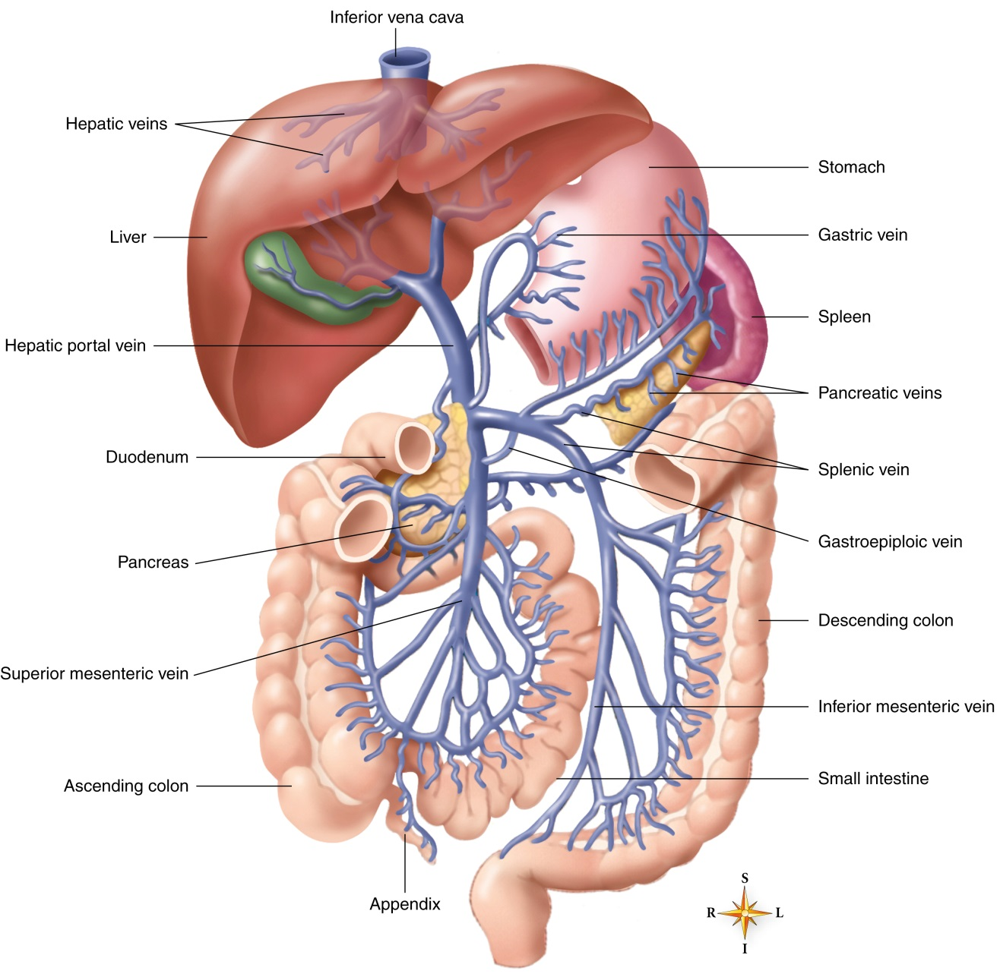 Inferior vena cava
Hepatic veins
Stomach
Gastric vein
Liver
Spleen
Hepatic portal vein
Pancreatic veins
Duodenum
Splenic vein
Gastroepiploic vein
Pancreas
Descending colon
Superior mesenteric vein
Inferior mesenteric vein
Small intestine
Ascending colon
Appendix
S
R L
I